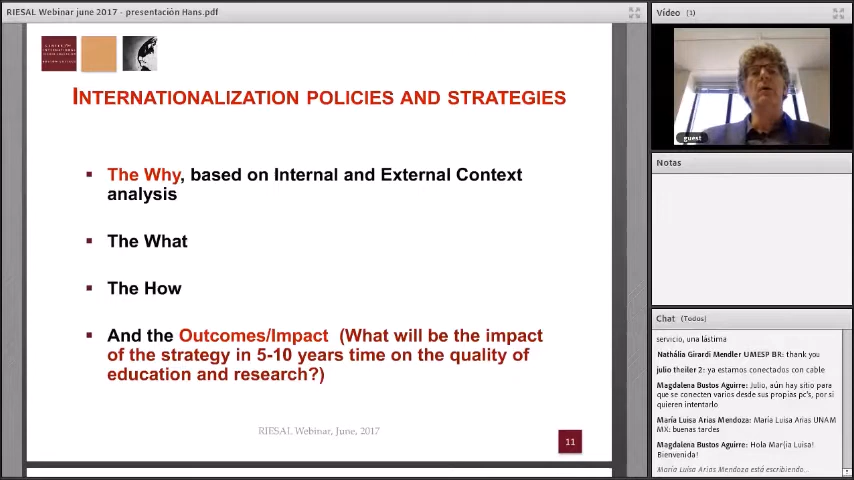 RIESAL Webinar june 2017 - presentación Hans.pdf
INTERNATIONALIZATION POLICIES AND STRATEGIES
The Why, based on Internal and External Context
analysis
The What
The How
And the Outcomes/Impact (What will be the impact
of the strategy in 5-10 years time on the quality of
education and research?)
RIESAL Webinar, June, 2017
11
Vídeo (1)
guest
Notas
Chat (Todos)
servicio, una lástima
Nathália Girardi Mendler UMESP BR: thank you
julio theiler 2: ya estamos conectados con cable
Magdalena Bustos Aguirre: Julio, aún hay sitio para
que se conecten varios desde sus propias pc's, por si
quieren intentarlo
María Luisa Arias Mendoza: María Luisa Arias UNAM
MX: buenas tardes
Magdalena Bustos Aguirre: Hola Mar{ia Luisa!
Bienvenida!
María Luisa Arias Mendoza está escribiendo...